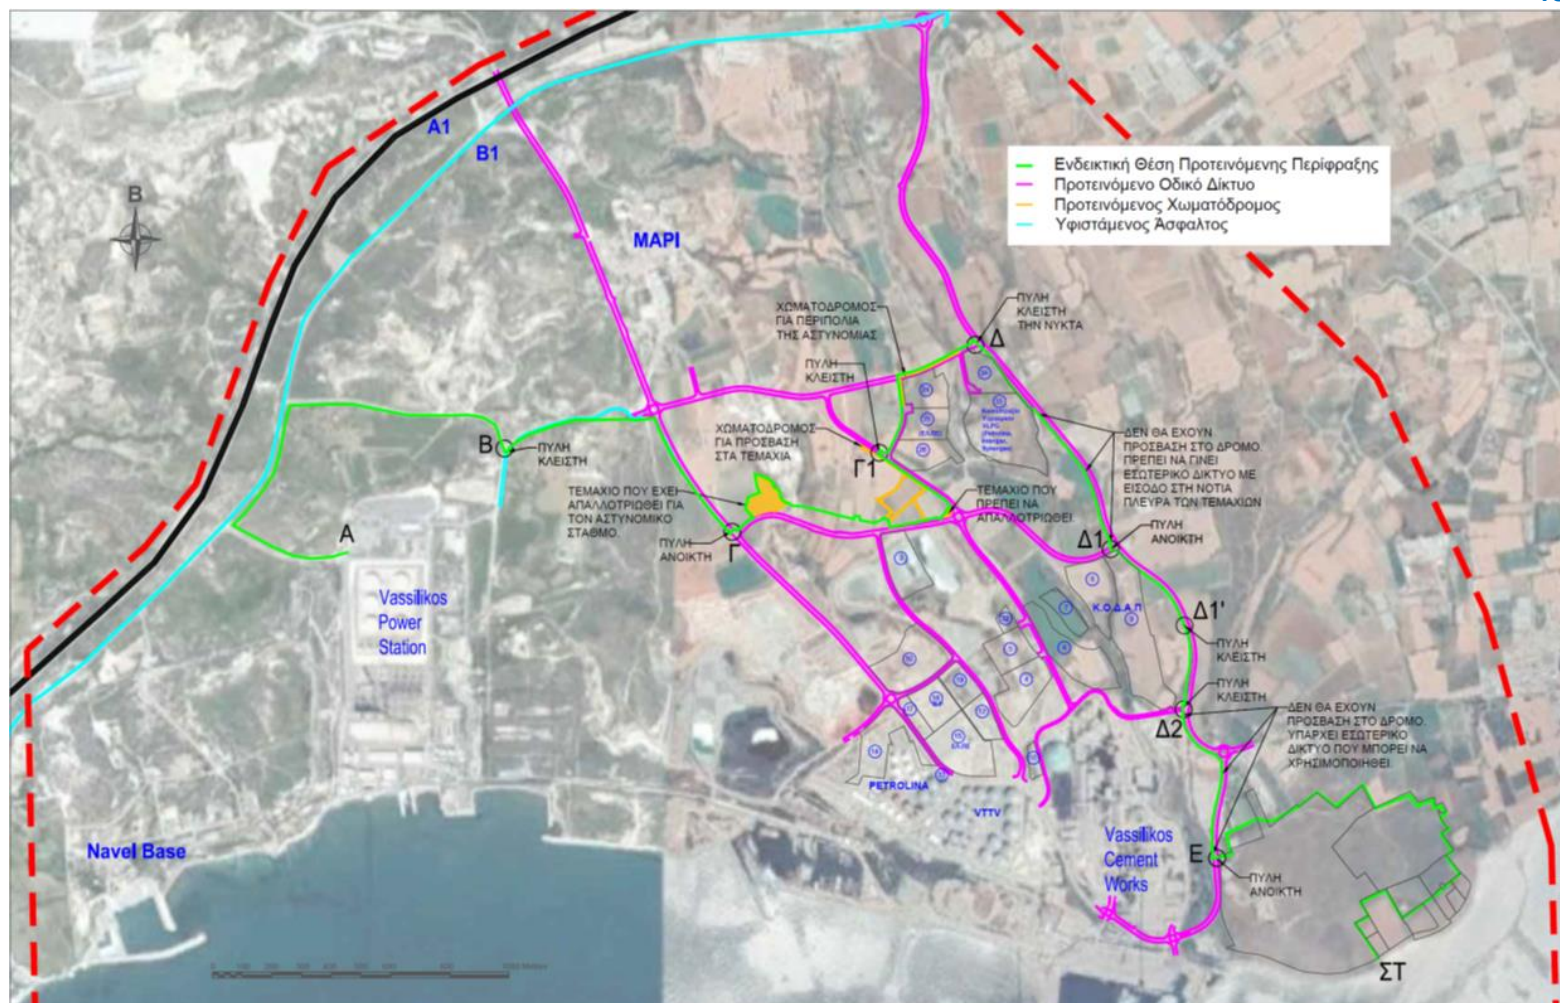 A1
B1
B
ΜΑΡΙ
Ενδεικτική Θέση Προτεινόμενης Περίφραξης
Προτεινόμενο Οδικό Δίκτυο
Προτεινόμενος Χωματόδρομος
Υφιστάμενος Άσφαλτος
ΧΩΜΑΤΟΔΡΟΜΟΣ
ΓΙΑ ΠΕΡΙΠΟΛΙΑ
ΤΗΣ ΑΣΤΥΝΟΜΙΑΣ
ΠΥΛΗ
ΚΛΕΙΣΤΗ
ΤΗΝ ΝΥΚΤΑ
Δ
ΠΥΛΗ
ΚΛΕΙΣΤΗ
Γ1
ΧΩΜΑΤΟΔΡΟΜΟΣ
ΓΙΑ ΠΡΟΣΒΑΣΗ
ΣΤΑ ΤΕΜΑΧΙΑ
ΔΕΝ ΘΑ ΕΧΟΥΝ
ΠΡΟΣΒΑΣΗ ΣΤΟ ΔΡΟΜΟ.
ΠΡΕΠΕΙ ΝΑ ΓΙΝΕΙ
ΕΣΩΤΕΡΙΚΟ ΔΙΚΤΥΟ ΜΕ
ΕΙΣΟΔΟ ΣΤΗ ΝΟΤΙΑ
ΠΛΕΥΡΑ ΤΩΝ ΤΕΜΑΧΙΩΝ
B
ΠΥΛΗ
ΚΛΕΙΣΤΗ
ΤΕΜΑΧΙΟ ΠΟΥ ΕΧΕΙ
ΑΠΑΛΛΟΤΡΙΩΘΕΙ ΓΙΑ
ΤΟΝ ΑΣΤΥΝΟΜΙΚΟ
ΣΤΑΘΜΟ.
ΤΕΜΑΧΙΟ ΠΟΥ
ΠΡΕΠΕΙ ΝΑ
ΑΠΑΛΛΟΤΡΙΩΘΕΙ.
ΠΥΛΗ
ΑΝΟΙΚΤΗ
Γ
A
Δ1
ΠΥΛΗ
ΑΝΟΙΚΤΗ
Κ.Ο.Δ.Α.Π
Δ1'
ΠΥΛΗ
ΚΛΕΙΣΤΗ
Vassilikos
Power
Station
ΠΥΛΗ
ΚΛΕΙΣΤΗ
Δ2
ΔΕΝ ΘΑ ΕΧΟΥΝ
ΠΡΟΣΒΑΣΗ ΣΤΟ ΔΡΟΜΟ.
ΥΠΑΡΧΕΙ ΕΣΩΤΕΡΙΚΟ
ΔΙΚΤΥΟ ΠΟΥ ΜΠΟΡΕΙ ΝΑ
ΧΡΗΣΙΜΟΠΟΙΗΘΕΙ.
PETROLINA
VTTV
Navel Base
Vassilikos
Cement
Works
E
ΠΥΛΗ
ΑΝΟΙΚΤΗ
ΣΤ